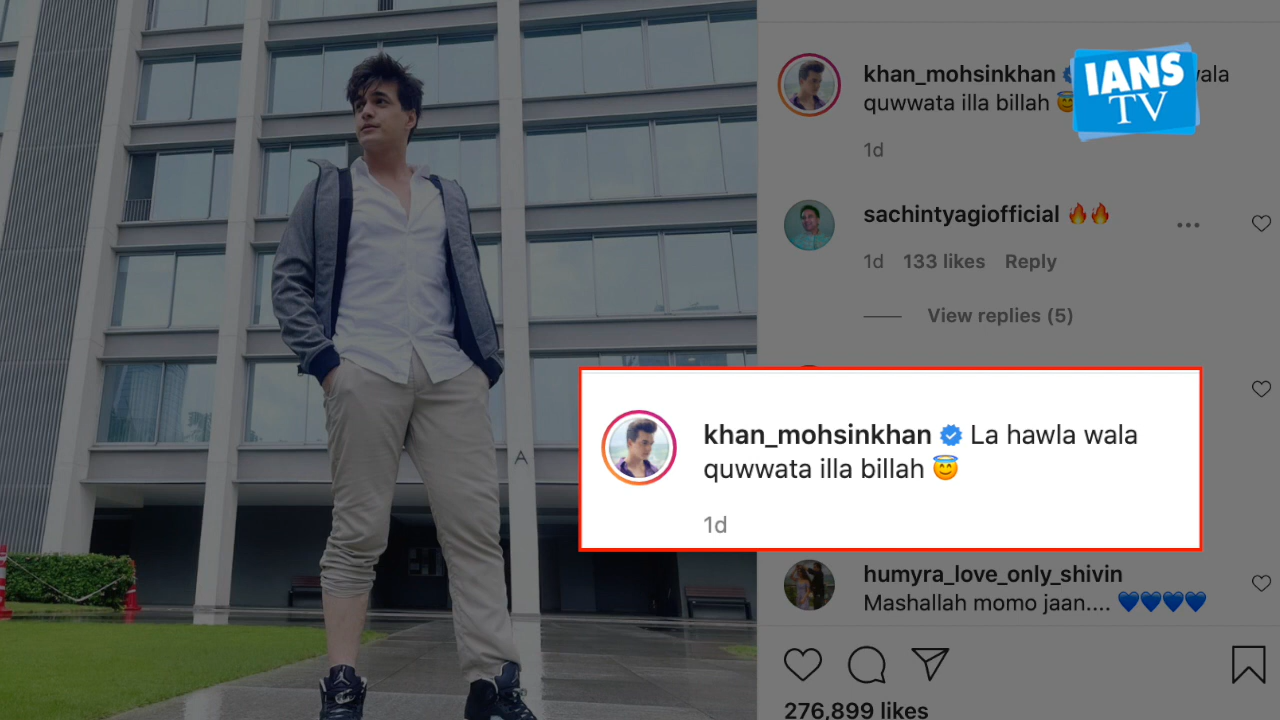 khan_mohsinkhan ala
quwwata illa billah 😇
1d
IANS
TV
sachintyagiofficial 🔥🔥
1d 133 likes Reply
View replies (5)
khan_mohsinkhan La hawla wala
quwwata illa billah 😇
1d
humyra_love_only_shivin
Mashallah momo jaan.... 💙💙💙💙
276,899 likes
A